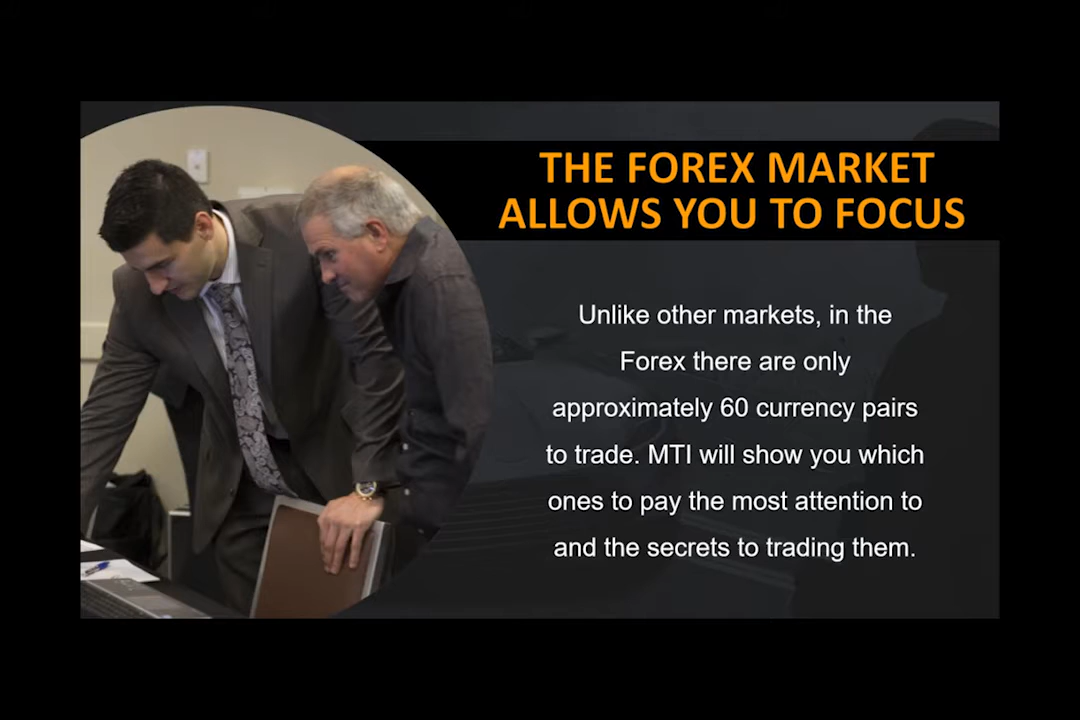 THE FOREX MARKET
ALLOWS YOU TO FOCUS
Unlike other markets, in the
Forex there are only
approximately 60 currency pairs
to trade. MTI will show you which
ones to pay the most attention to
and the secrets to trading them.